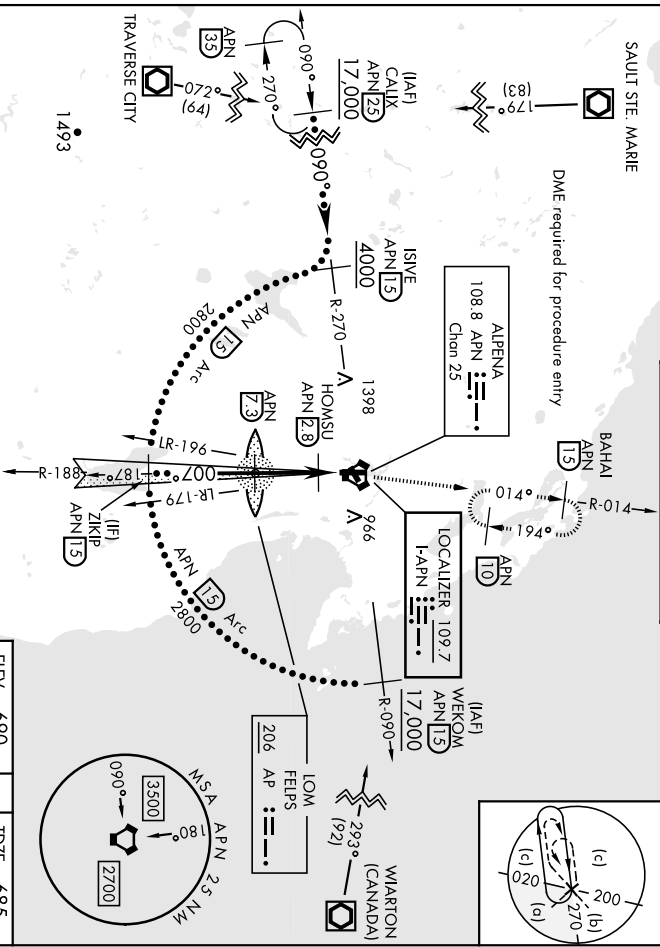 SAULT STE. MARIE
179°
(83)
TRAVERSE CITY
072°
(64)
1493
APN
35
090°
270°
(IAF)
CALIX
APN 25
17,000
090°
ISIVE
APN 15
4000
R-270
DME required for procedure entry
ALPENA
108.8 APN
Chan 25
1398
HOMSU
APN 2.8
APN
7.3
2800
APN 15 Arc
LR-196
R-188
187°
007°
LR-179
(IF)
ZIKIP
APN 15
966
BAHAI
APN
15
014°
R-014
194°
APN
10
LOCALIZER 109.7
I-APN
APN 15 Arc
2800
(IAF)
WEKOM
APN 15
17,000
R-090
LOM
FELPS
206 AP
293°
(92)
WIARTON
(CANADA)
MSA APN 25 NM
3500
090°
180°
2700
(c)
(c)
020
200
270
(a)
(b)
ELEV 690
TDZE 685